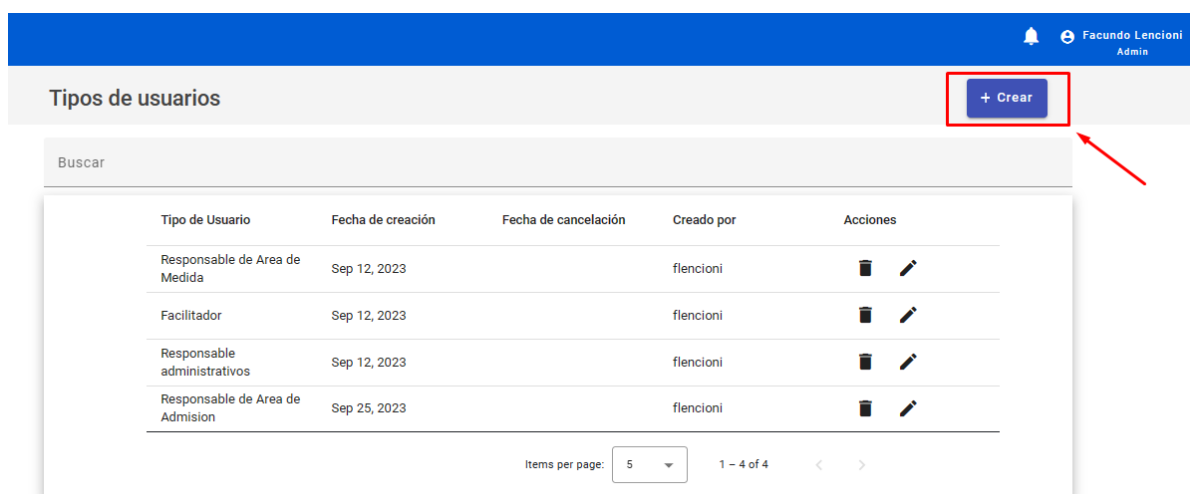 Facundo Lencioni
Admin
Tipos de usuarios
+ Crear
Buscar
Tipo de Usuario Fecha de creación Fecha de cancelación Creado por Acciones
Responsable de Area de
Medida
Sep 12, 2023 flencioni
Facilitador Sep 12, 2023 flencioni
Responsable
administrativos
Sep 12, 2023 flencioni
Responsable de Area de
Admision
Sep 25, 2023 flencioni
Items per page: 5 1 – 4 of 4